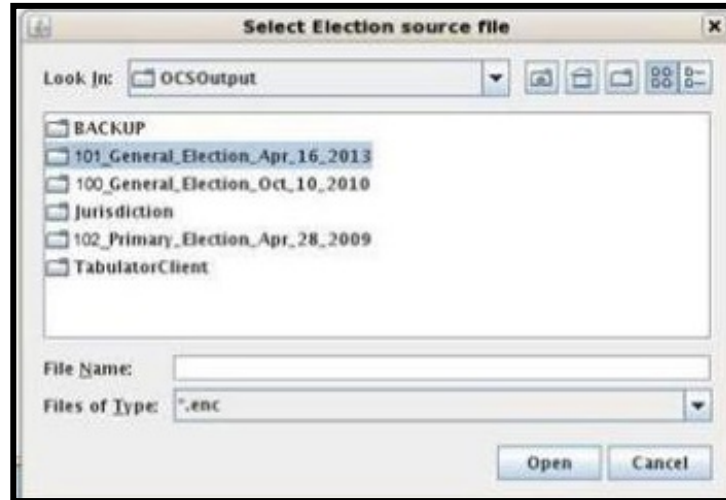 Select Election source file
Look In: OCSOutput
BACKUP
101_General_Election_Apr_16_2013
100_General_Election_Oct_10_2010
Jurisdiction
102_Primary_Election_Apr_28_2009
TabulatorClient
File Name:
Files of Type: *.enc
Open Cancel